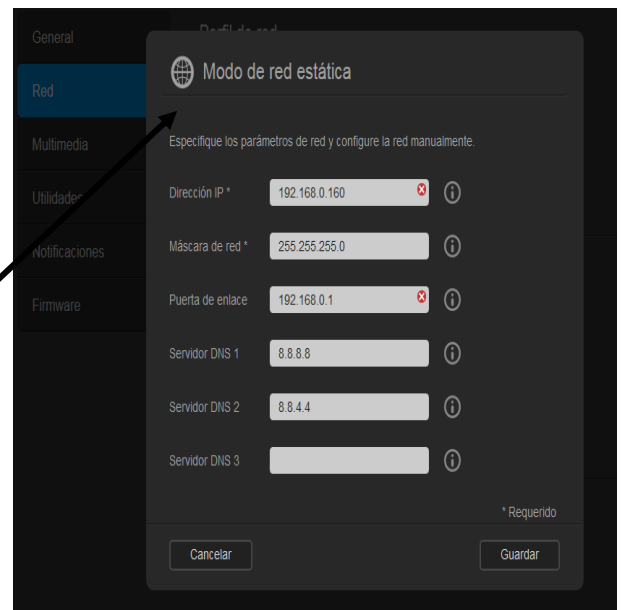 General
Perfil de red
Red
Multimedia
Utilidades
Notificaciones
Firmware
Modo de red estática
Especifique los parámetros de red y configure la red manualmente.
Dirección IP * 192.168.0.160
Máscara de red * 255.255.255.0
Puerta de enlace 192.168.0.1
Servidor DNS 1 8.8.8.8
Servidor DNS 2 8.8.4.4
Servidor DNS 3
* Requerido
Cancelar Guardar